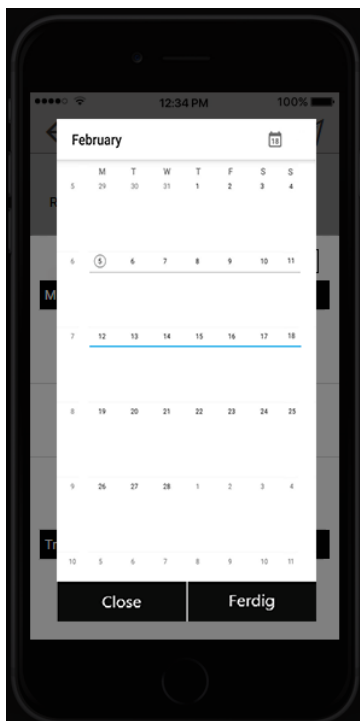 12:34 PM 100%
February 18
M T W T F S S
5 29 30 31 1 2 3 4
R
6 5 6 7 8 9 10 11
M
7 12 13 14 15 16 17 18
8 19 20 21 22 23 24 25
9 26 27 28 1 2 3 4
Tr
10 5 6 7 8 9 10 11
Close Ferdig